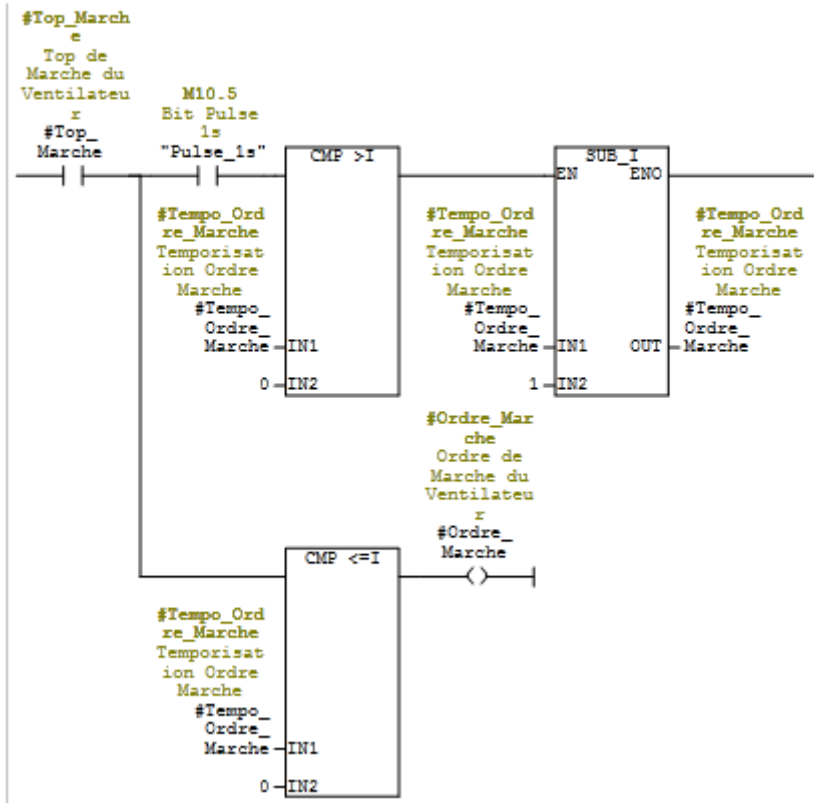 #Top_March
e
Top de
Marche du
Ventilateu
r
#Top_
Marche
M10.5
Bit Pulse
1s
"Pulse_1s"
CMP >I
#Tempo_Ord
re_Marche
Temporisat
ion Ordre
Marche
#Tempo_
Ordre_
Marche
IN1
0
IN2
SUB_I
EN
ENO
#Tempo_Ord
re_Marche
Temporisat
ion Ordre
Marche
#Tempo_
Ordre_
Marche
IN1
OUT
1
IN2
#Tempo_Ord
re_Marche
Temporisat
ion Ordre
Marche
#Tempo_
Ordre_
Marche
CMP <=I
#Tempo_Ord
re_Marche
Temporisat
ion Ordre
Marche
#Tempo_
Ordre_
Marche
IN1
0
IN2
#Ordre_Mar
che
Ordre de
Marche du
Ventilateu
r
#Ordre_
Marche